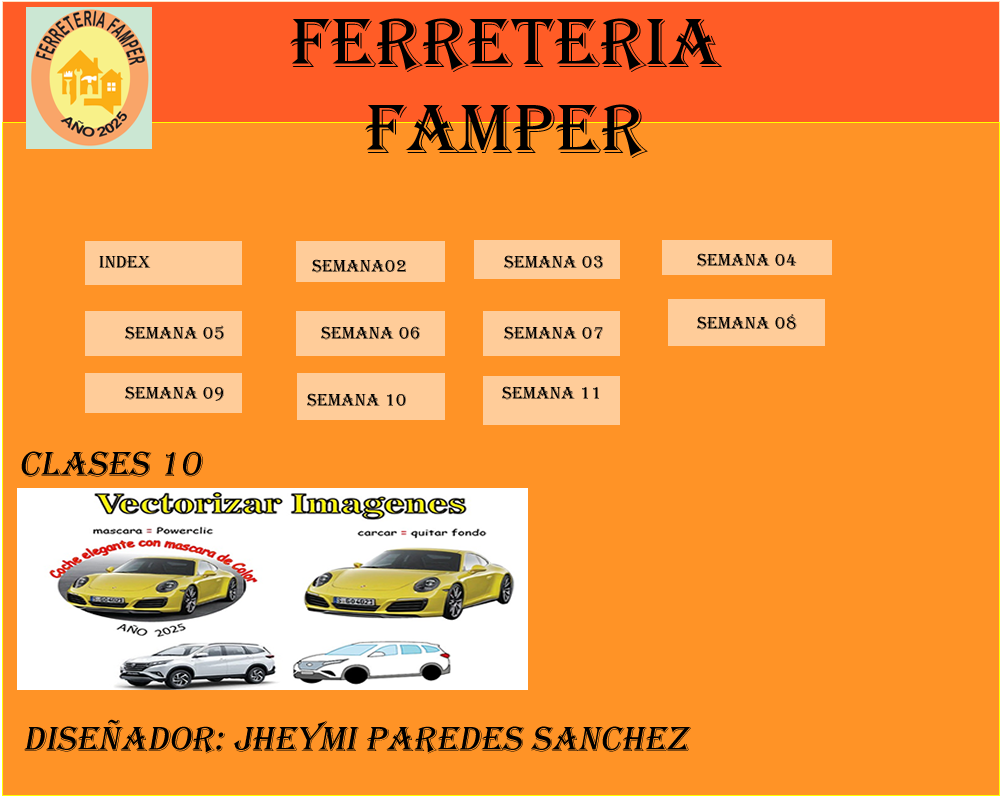 FERRETERIA FAMPER
AÑO 2025
FERRETERIA
FAMPER
INDEX
SEMANA02
SEMANA 03
SEMANA 04
SEMANA 05
SEMANA 06
SEMANA 07
SEMANA 08
SEMANA 09
SEMANA 10
SEMANA 11
CLASES 10
Vectorizar Imagenes
mascara = Powerclic
carcar = quitar fondo
Coche elegante con mascara de Color
S·GO4021
S·GO4021
AÑO 2025
DISEÑADOR: JHEYMI PAREDES SANCHEZ